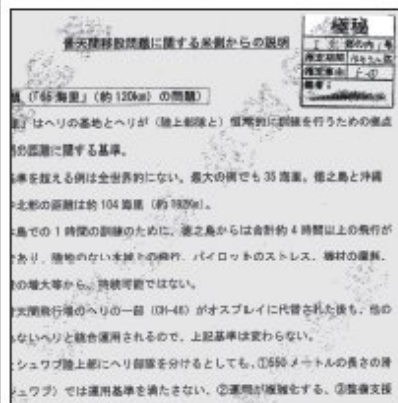 極秘
普天間移設問題に関する米側からの説明
題（「65海里」（約120km）の問題）
里」はヘリの基地とヘリが（陸上部隊と）恒常的に訓練を行うための拠点
の距離に関する基準。
基準を超える例は全世界的にない。最大の例でも35海里。徳之島と沖縄
中北部の距離は約104海里（約192km）。
島での1時間の訓練のために、徳之島からは合計約4時間以上の飛行が
であり、陸地のない水域上の飛行、パイロットのストレス、機材の磨耗、
の増大等から、持続可能ではない。
天間飛行場のヘリの一部（CH-46）がオスプレイに代替された後も、他の
ないヘリと統合運用されるので、上記基準は変わらない。
シュワブ陸上部にヘリ部隊を分けるとしても、①550メートルの長さの滑
シュワブ）では運用基準を満たさない、②運用が複雑化する、③整備支援